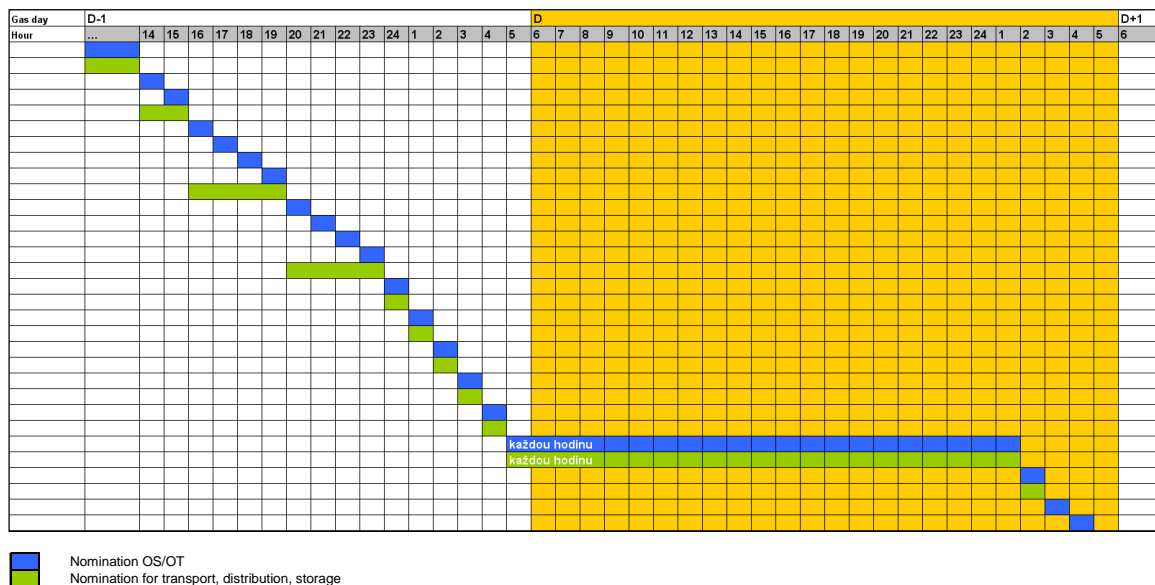 Gas day D-1 D D+1
Hour ... 14 15 16 17 18 19 20 21 22 23 24 1 2 3 4 5 6 7 8 9 10 11 12 13 14 15 16 17 18 19 20 21 22 23 24 1 2 3 4 5 6
každou hodinu
každou hodinu
Nomination OS/OT
Nomination for transport, distribution, storage